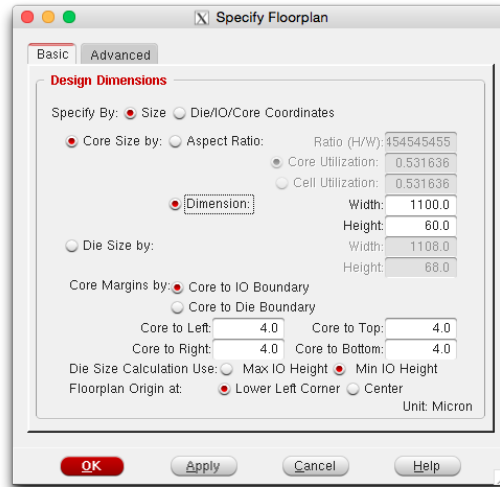 X Specify Floorplan
Basic Advanced
Design Dimensions
Specify By: Size Die/IO/Core Coordinates
Core Size by: Aspect Ratio: Ratio (H/W): 454545455
Core Utilization: 0.531636
Cell Utilization: 0.531636
Dimension: Width: 1100.0
Height: 60.0
Die Size by: Width: 1108.0
Height: 68.0
Core Margins by: Core to IO Boundary
Core to Die Boundary
Core to Left: 4.0 Core to Top: 4.0
Core to Right: 4.0 Core to Bottom: 4.0
Die Size Calculation Use: Max IO Height Min IO Height
Floorplan Origin at: Lower Left Corner Center
Unit: Micron
OK Apply Cancel Help